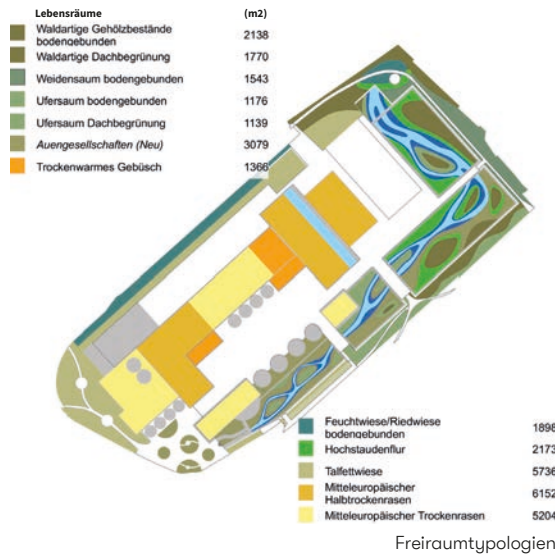 Lebensräume (m2)
Waldartige Gehölzbestände
bodengebunden 2138
Waldartige Dachbegrünung 1770
Weidensaum bodengebunden 1543
Ufersaum bodengebunden 1176
Ufersaum Dachbegrünung 1139
Auengesellschaften (Neu) 3079
Trockenwarmes Gebüsch 1366
Feuchtwiese/Riedwiese
bodengebunden 1898
Hochstaudenflur 2173
Talfettwiese 5736
Mitteleuropäischer
Halbtrockenrasen 6152
Mitteleuropäischer Trockenrasen 5204
Freiraumtypologien